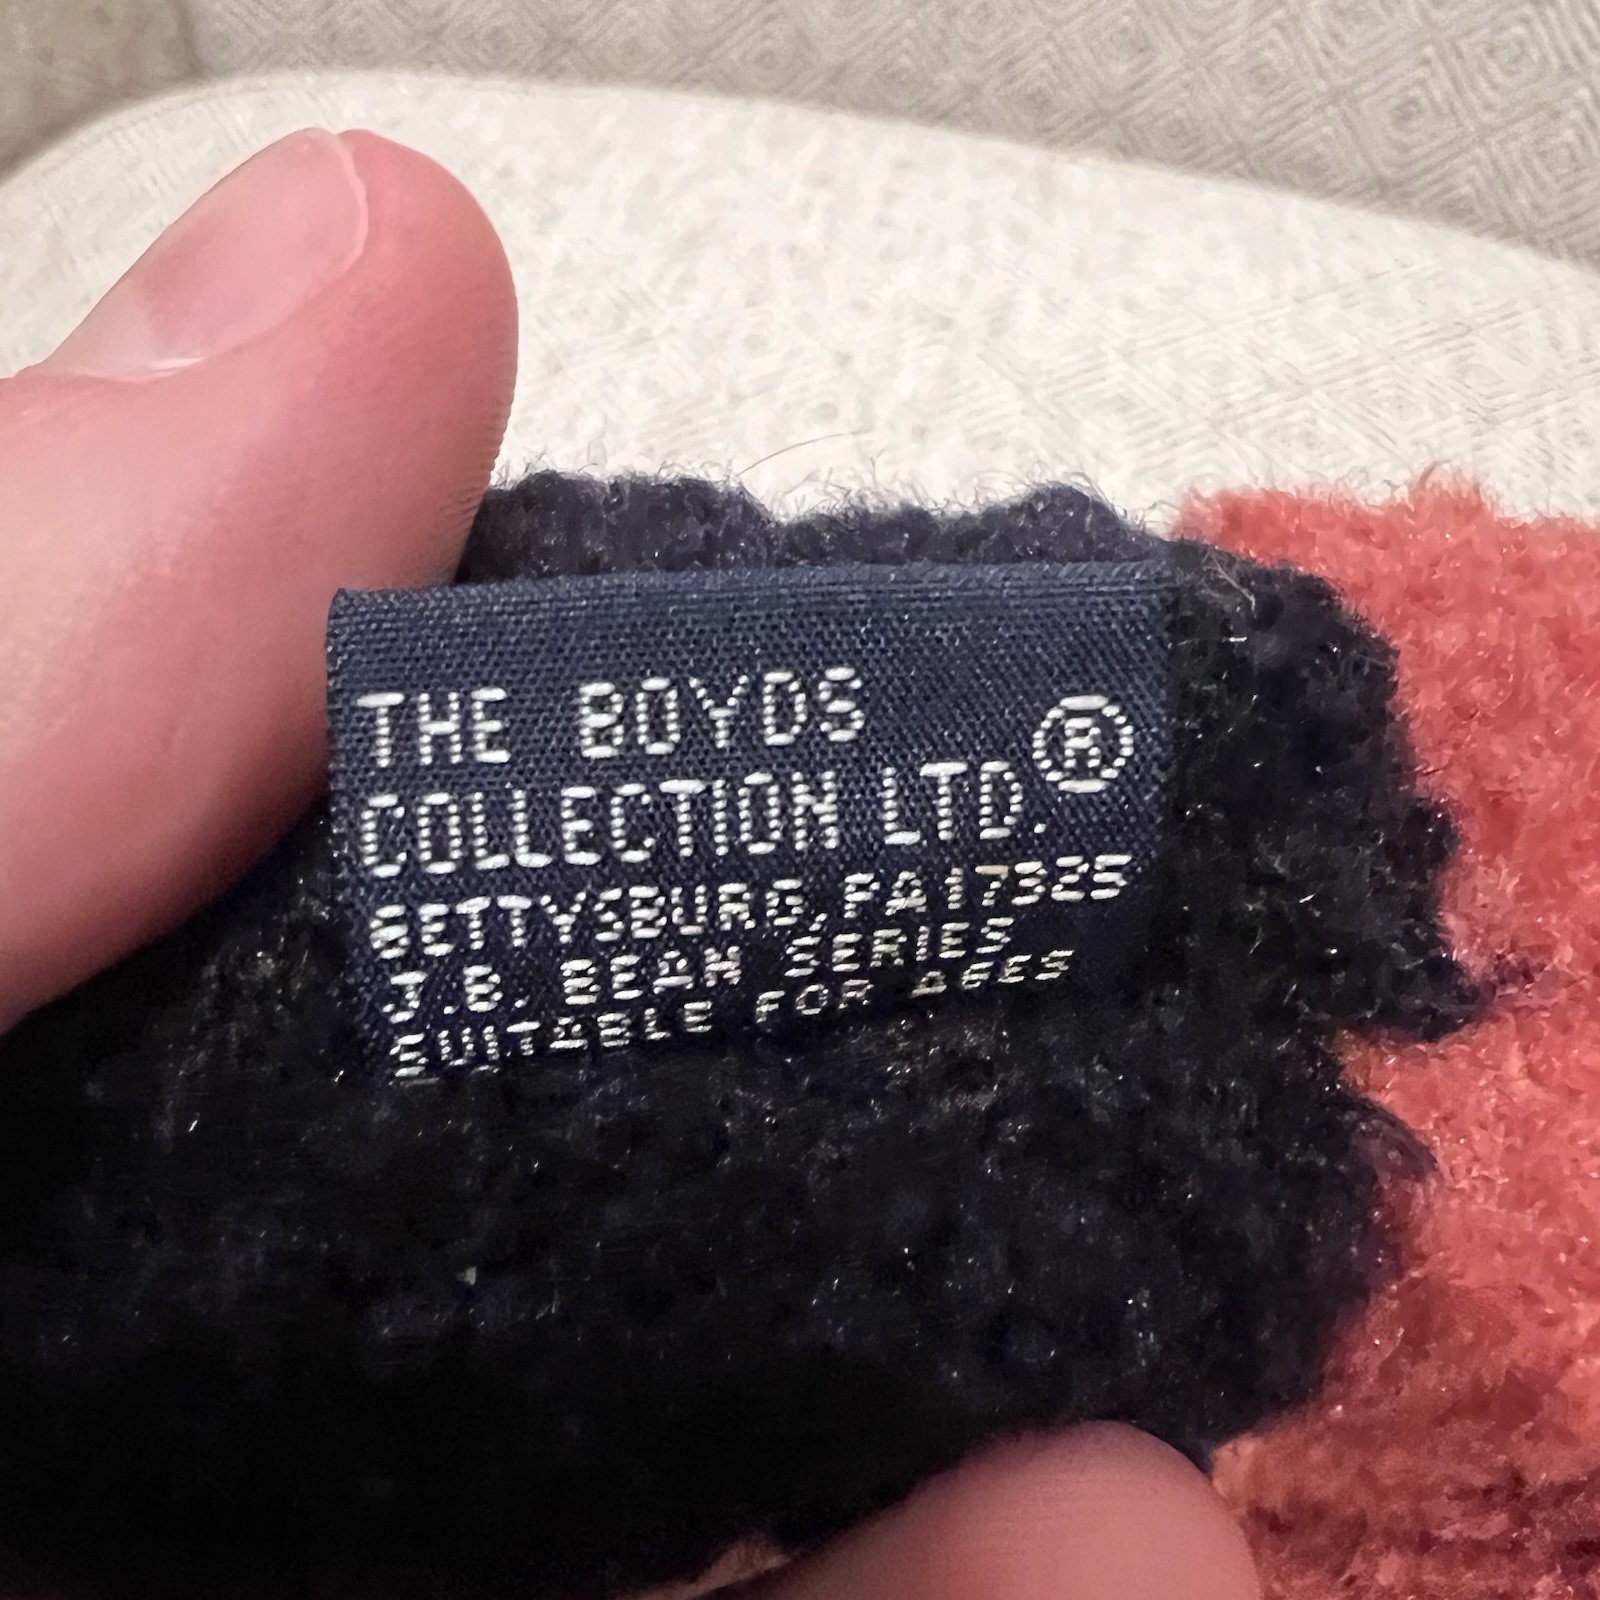 THE BOYDS
COLLECTION LTD.®
GETTYSBURG, PA 17325
J.B. BEAN SERIES
SUITABLE FOR AGES